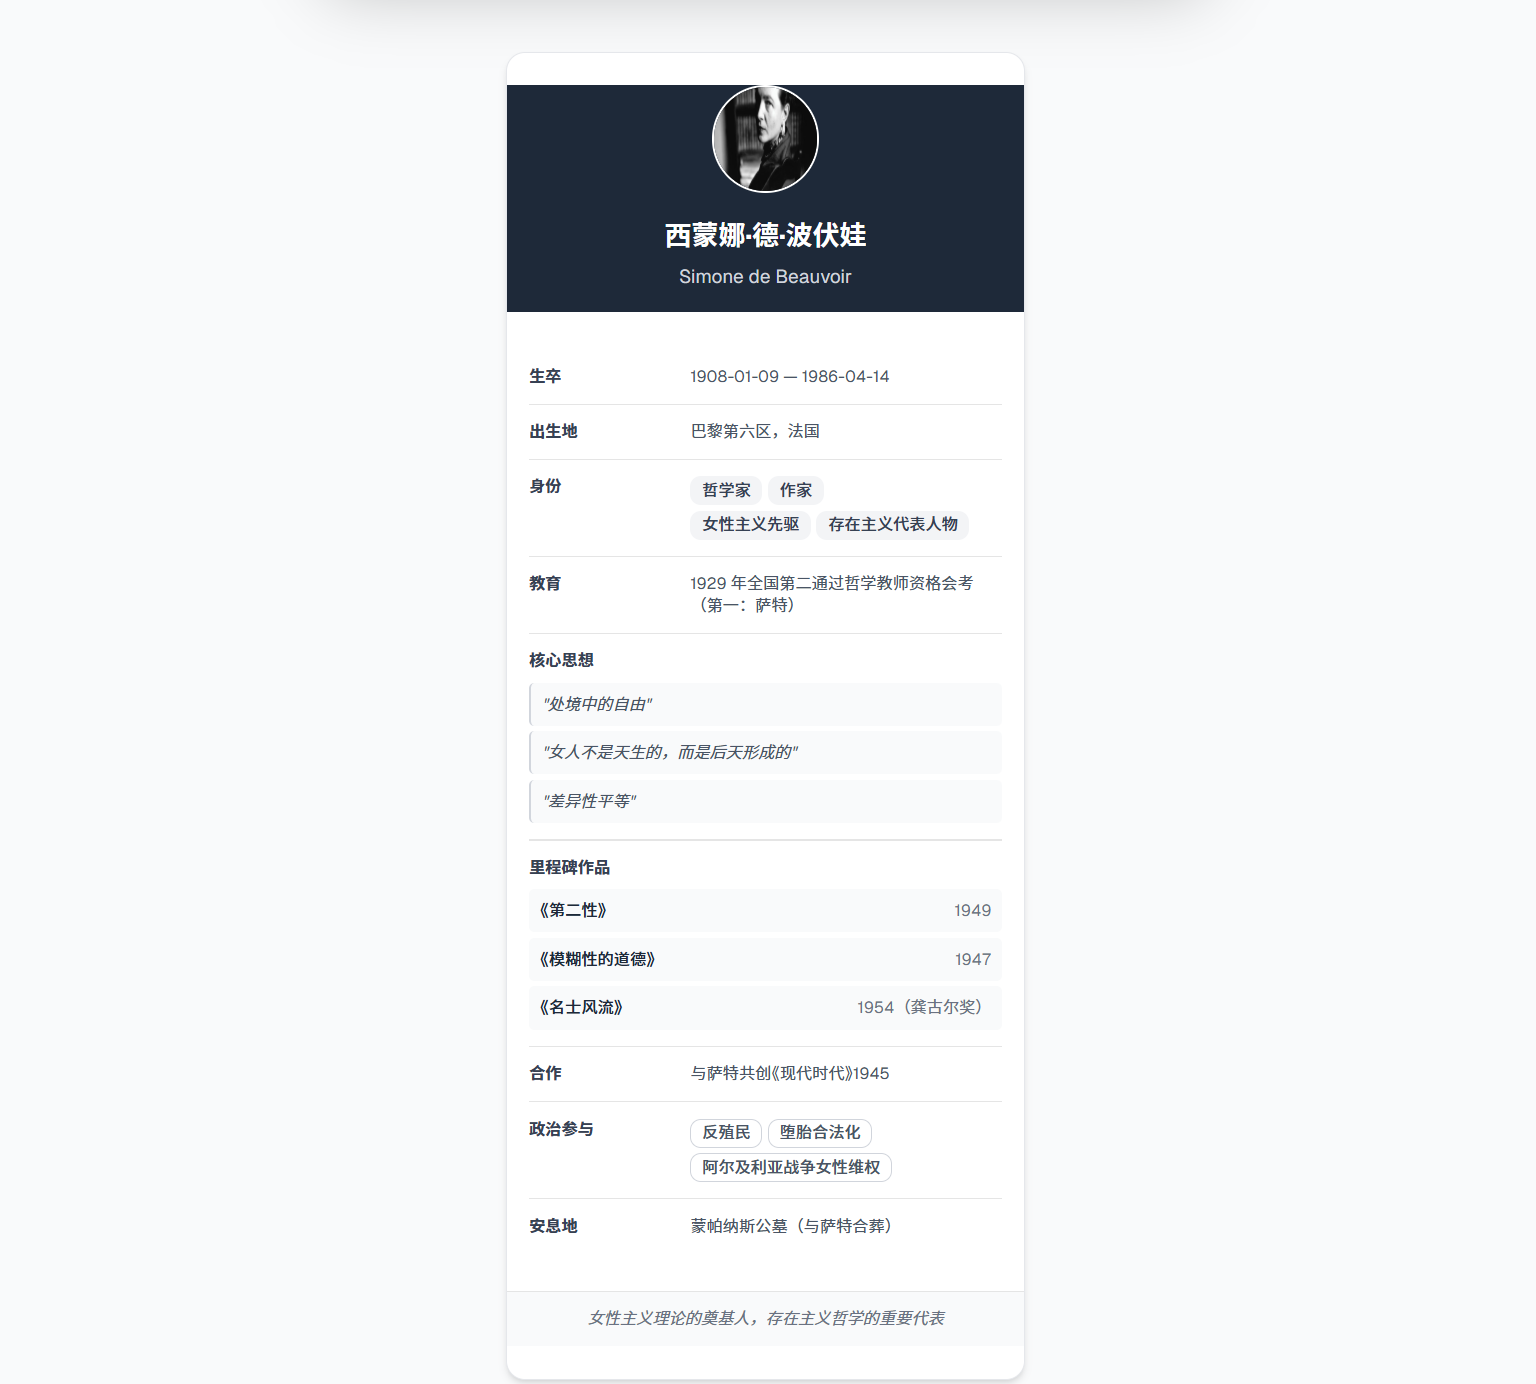 西蒙娜·德·波伏娃
Simone de Beauvoir
生卒 1908-01-09 — 1986-04-14
出生地 巴黎第六区，法国
身份 哲学家 作家
女性主义先驱 存在主义代表人物
教育 1929 年全国第二通过哲学教师资格会考
（第一：萨特）
核心思想
"处境中的自由"
"女人不是天生的，而是后天形成的"
"差异性平等"
里程碑作品
《第二性》 1949
《模糊性的道德》 1947
《名士风流》 1954（龚古尔奖）
合作 与萨特共创《现代时代》1945
政治参与 反殖民 堕胎合法化
阿尔及利亚战争女性维权
安息地 蒙帕纳斯公墓（与萨特合葬）
女性主义理论的奠基人，存在主义哲学的重要代表